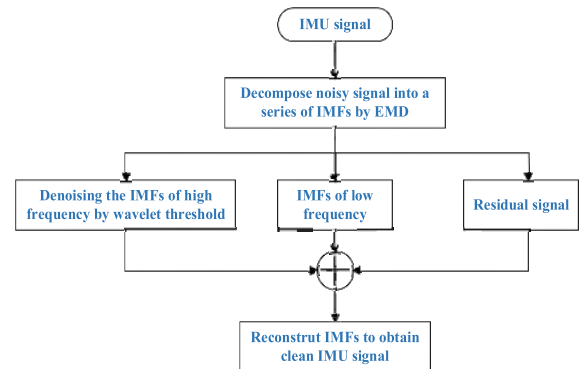 IMU signal
Decompose noisy signal into a
series of IMFs by EMD
Denoising the IMFs of high
frequency by wavelet threshold
IMFs of low
frequency
Residual signal
Reconstrut IMFs to obtain
clean IMU signal